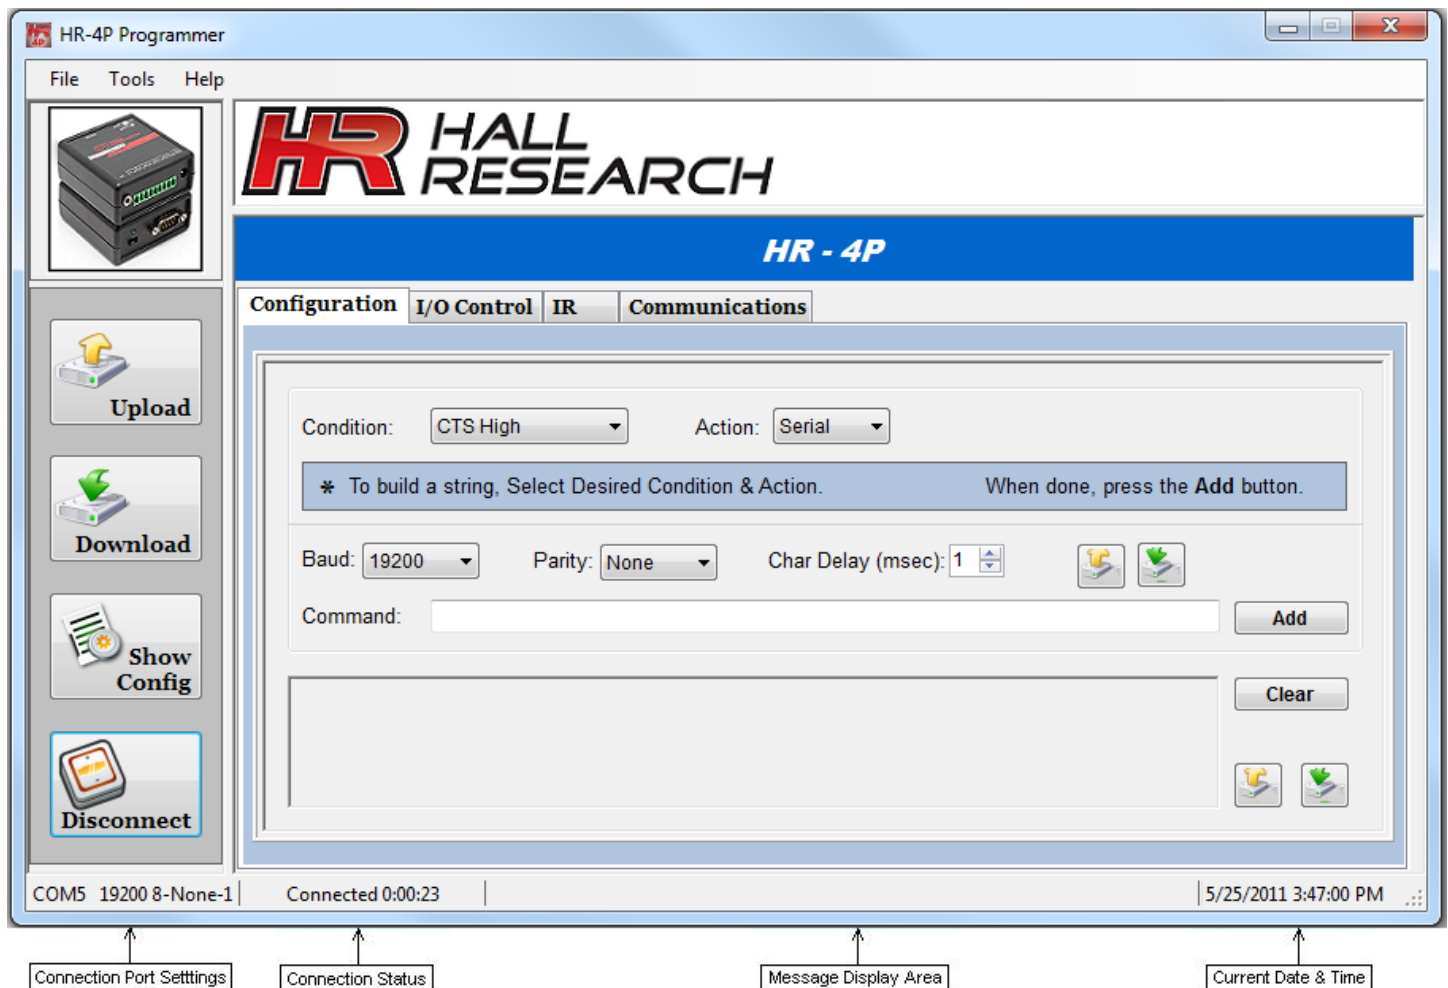 HR-4P Programmer
File Tools Help
4P
HR HALL
RESEARCH
HR - 4P
Configuration I/O Control IR Communications
Upload
Download
Show
Config
Disconnect
Condition: CTS High Action: Serial
* To build a string, Select Desired Condition & Action. When done, press the Add button.
Baud: 19200 Parity: None Char Delay (msec): 1
Command: Add
Clear
COM5 19200 8-None-1 Connected 0:00:23 5/25/2011 3:47:00 PM
Connection Port Setttings Connection Status Message Display Area Current Date & Time